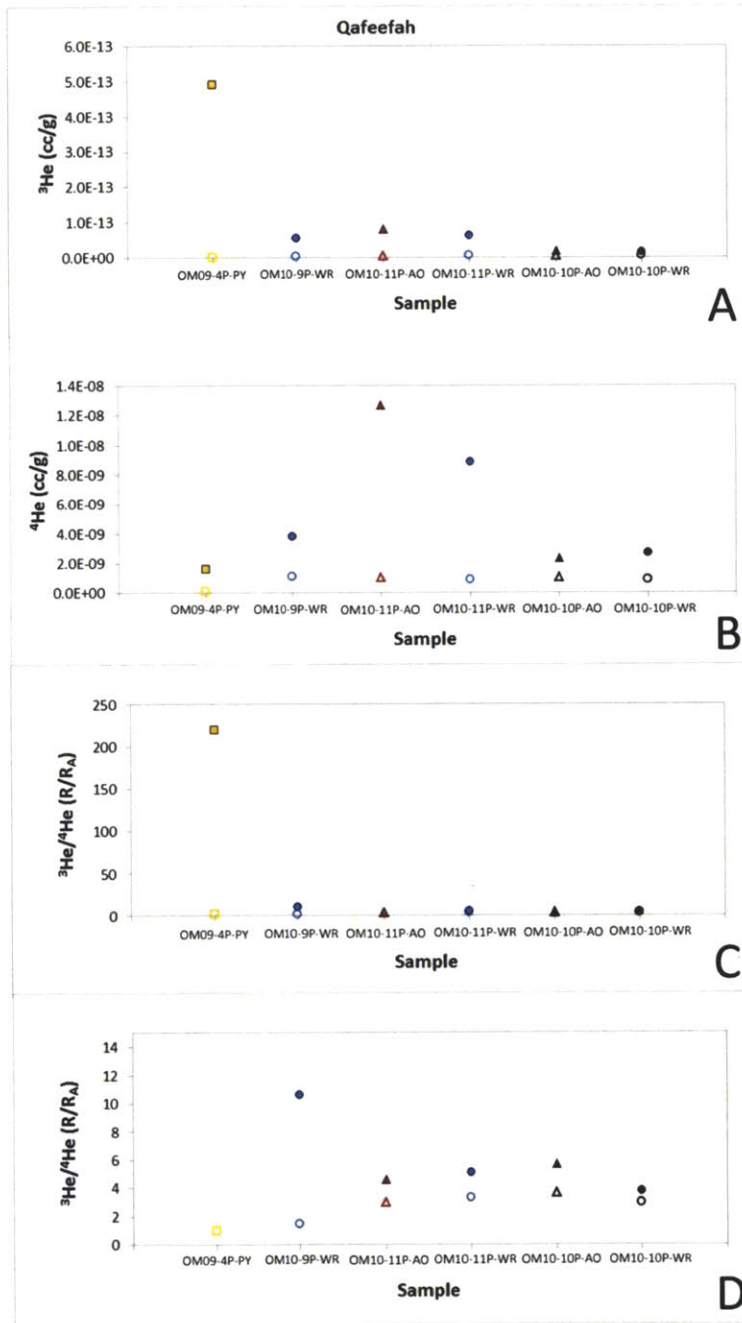 Qafeefah
6.0E-13
5.0E-13
4.0E-13
3.0E-13
2.0E-13
1.0E-13
0.0E+00
³He (cc/g)
OM09-4P-PY OM10-9P-WR OM10-11P-AO OM10-11P-WR OM10-10P-AO OM10-10P-WR
Sample
A
1.4E-08
1.2E-08
1.0E-08
8.0E-09
6.0E-09
4.0E-09
2.0E-09
0.0E+00
⁴He (cc/g)
OM09-4P-PY OM10-9P-WR OM10-11P-AO OM10-11P-WR OM10-10P-AO OM10-10P-WR
Sample
B
250
200
150
100
50
0
³He/⁴He (R/R_A)
OM09-4P-PY OM10-9P-WR OM10-11P-AO OM10-11P-WR OM10-10P-AO OM10-10P-WR
Sample
C
14
12
10
8
6
4
2
0
³He/⁴He (R/R_A)
OM09-4P-PY OM10-9P-WR OM10-11P-AO OM10-11P-WR OM10-10P-AO OM10-10P-WR
Sample
D